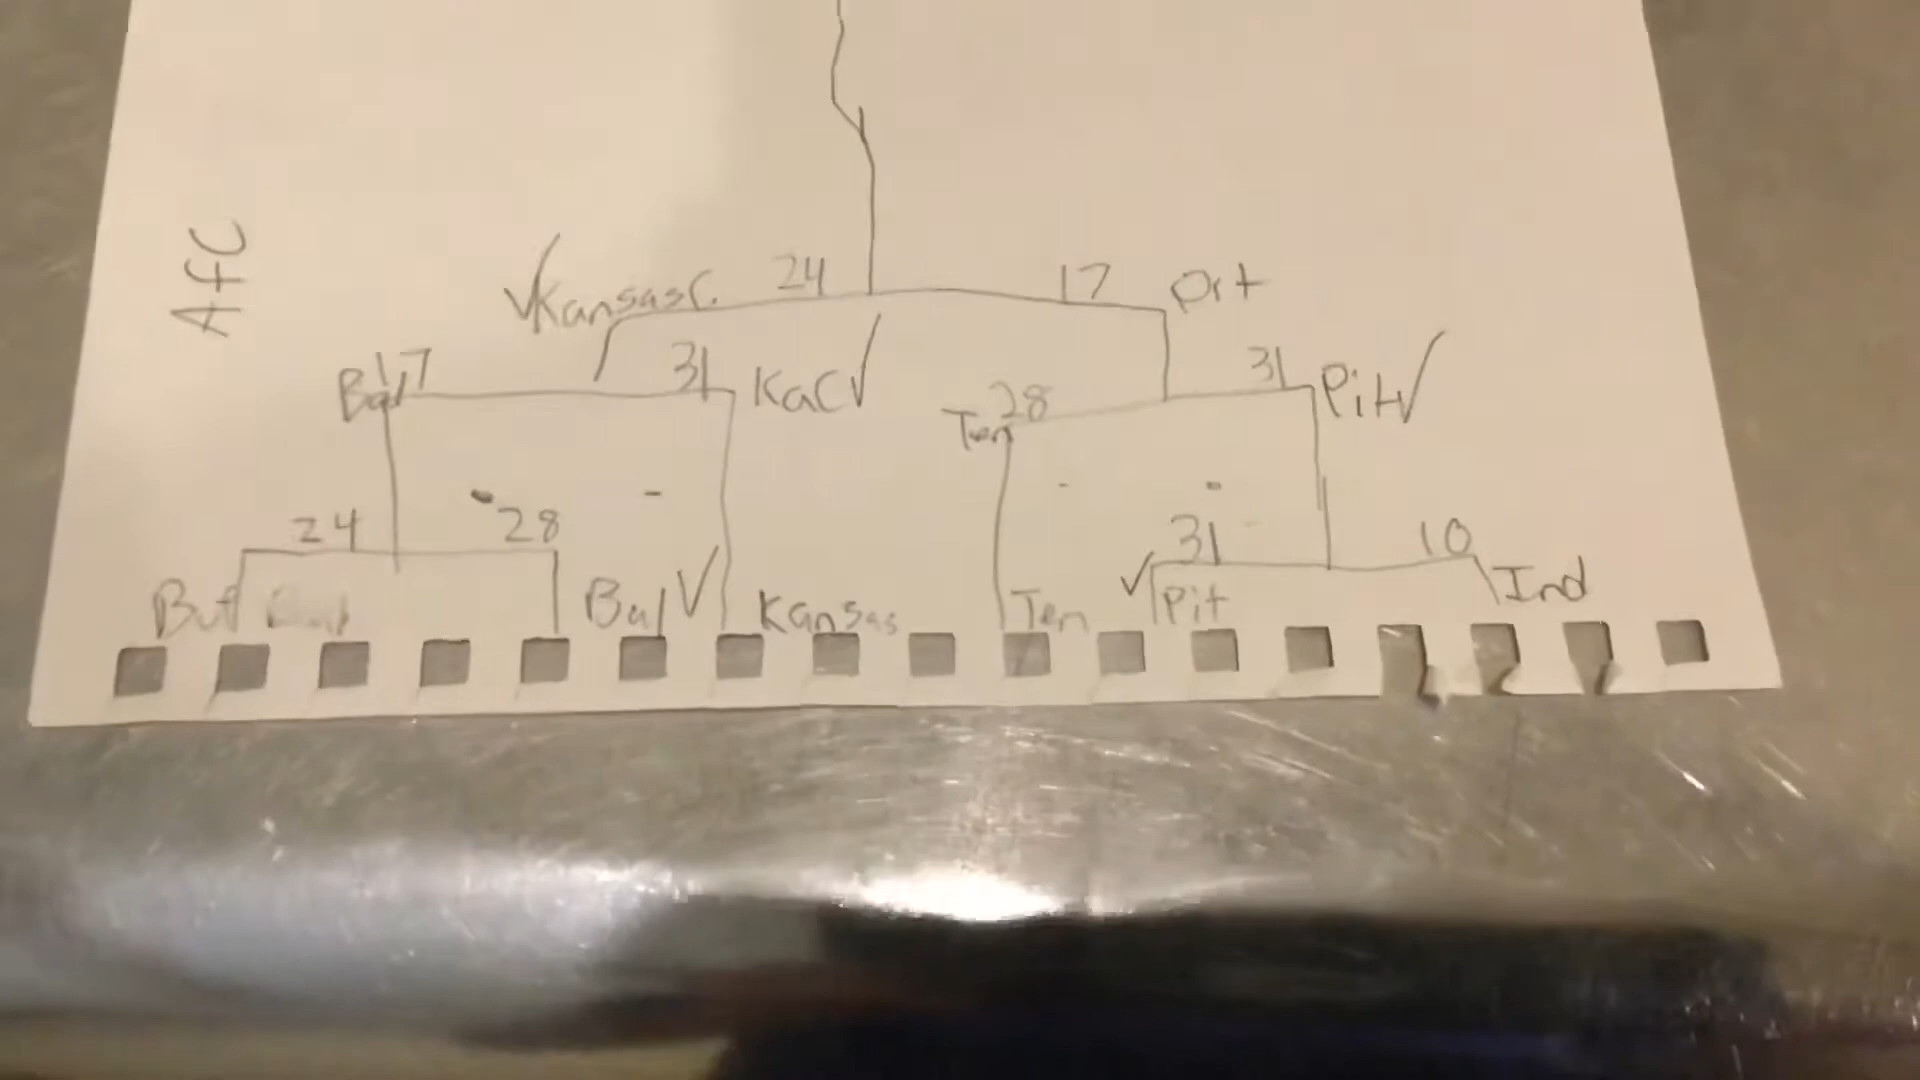 AFC
Kansas C. 24 17 Pit
Bal 17 31 KaC 28 31 Pit
Ten
24 28 31 10
Buf Bal Kansas Ten Pit Ind